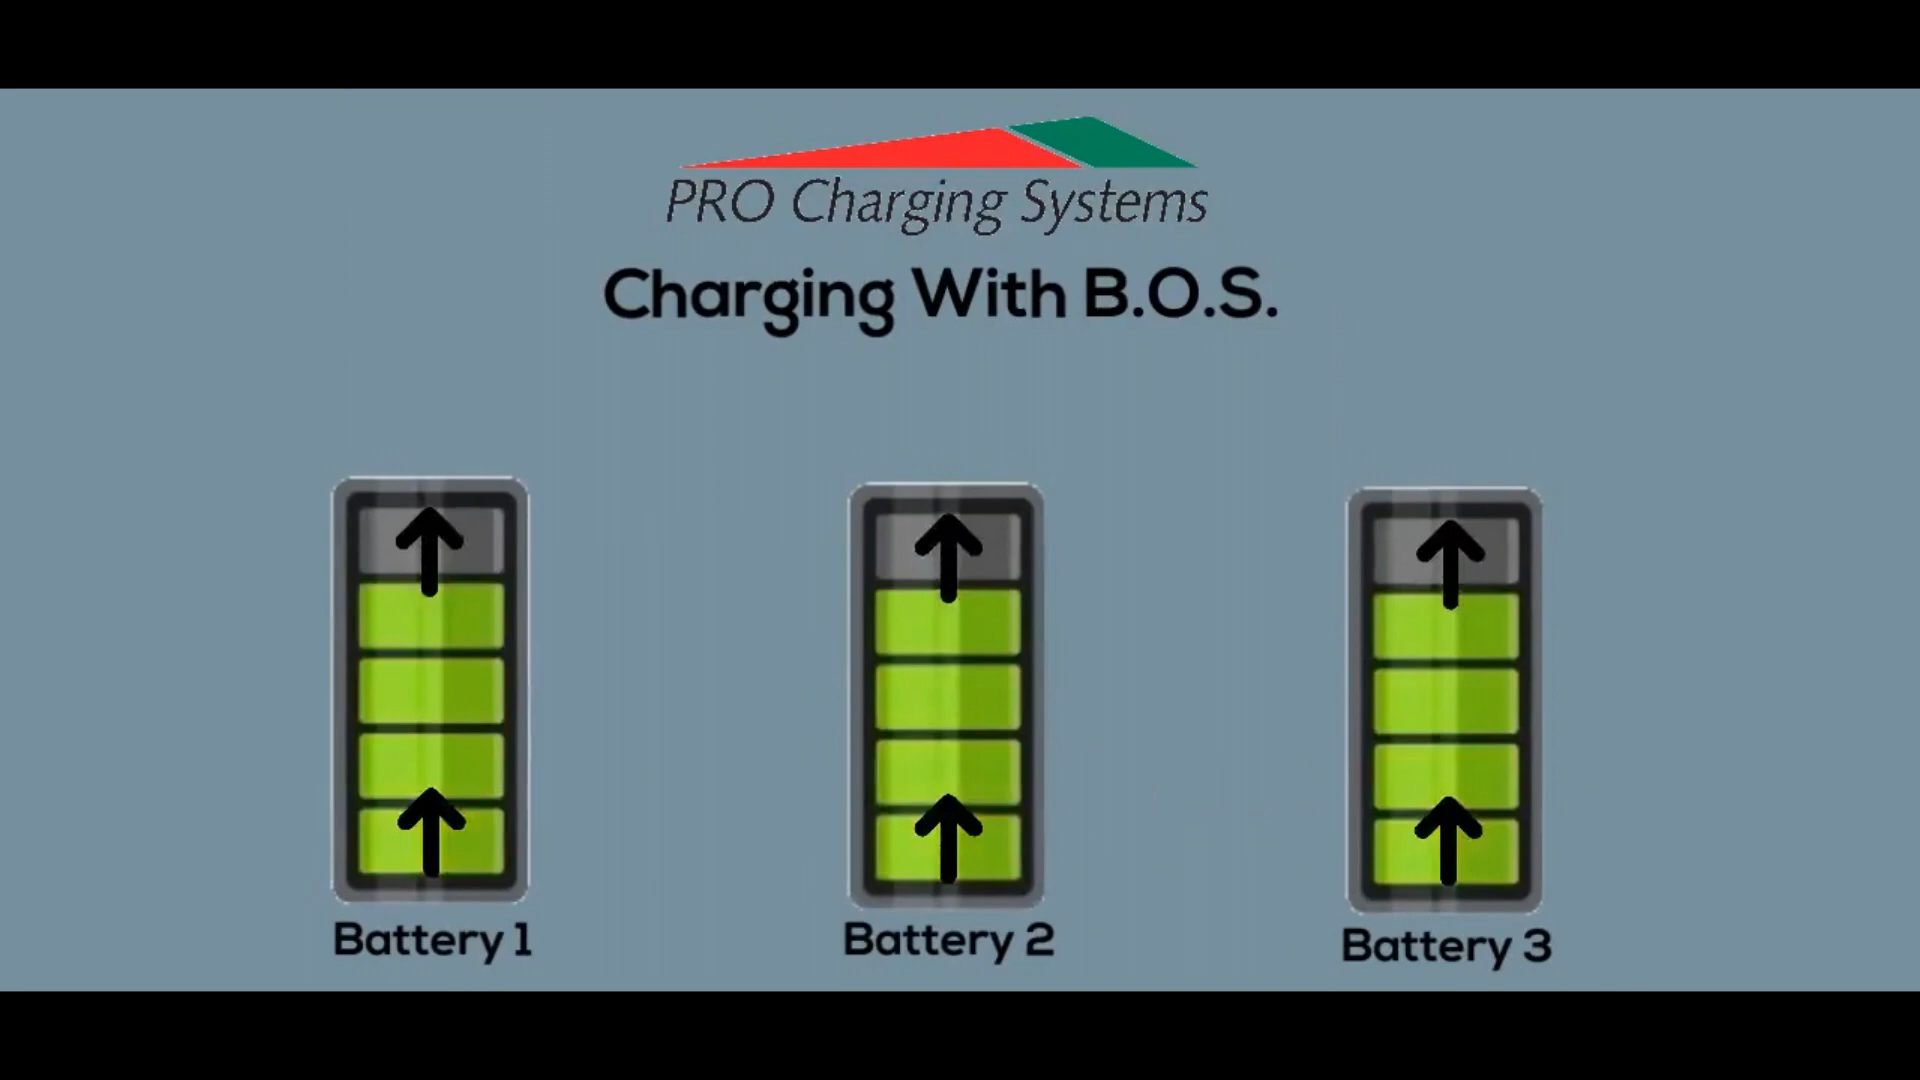 PRO Charging Systems
Charging With B.O.S.
Battery 1
Battery 2
Battery 3